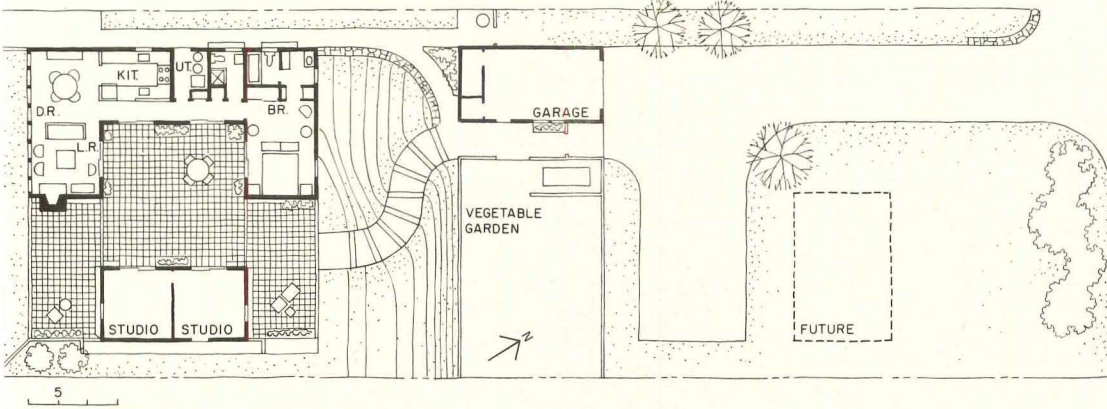 KIT.
UT.
D.R.
BR.
L.R.
GARAGE
VEGETABLE
GARDEN
STUDIO
STUDIO
N
FUTURE
5